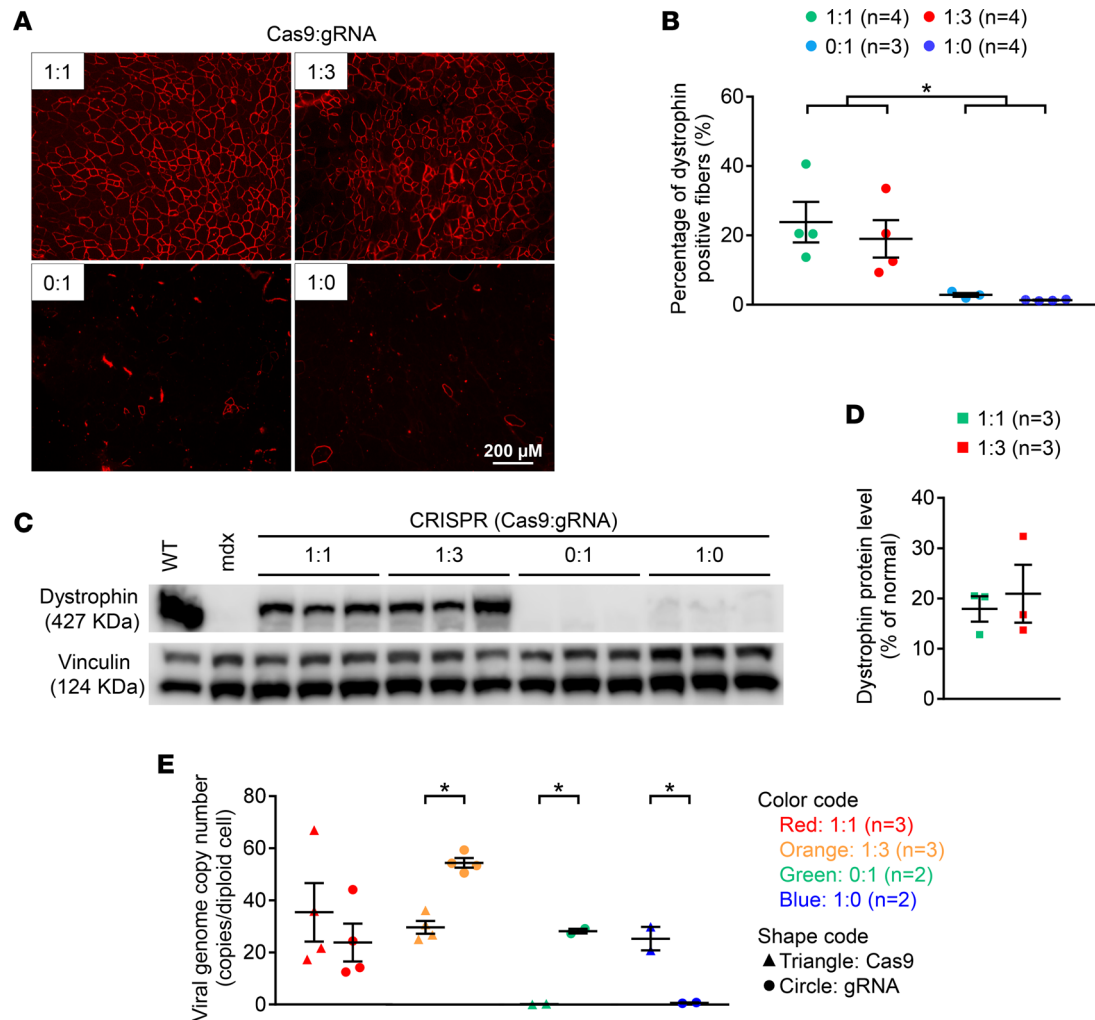 A
Cas9:gRNA
1:1
1:3
0:1
1:0
200 µM
B
1:1 (n=4)
1:3 (n=4)
0:1 (n=3)
1:0 (n=4)
Percentage of dystrophin
positive fibers (%)
60
40
20
0
*
C
CRISPR (Cas9:gRNA)
WT
mdx
1:1
1:3
0:1
1:0
Dystrophin
(427 KDa)
Vinculin
(124 KDa)
D
1:1 (n=3)
1:3 (n=3)
Dystrophin protein level
(% of normal)
40
30
20
10
0
E
Viral genome copy number
(copies/diploid cell)
80
60
40
20
0
*
*
*
Color code
Red: 1:1 (n=3)
Orange: 1:3 (n=3)
Green: 0:1 (n=2)
Blue: 1:0 (n=2)
Shape code
Triangle: Cas9
Circle: gRNA